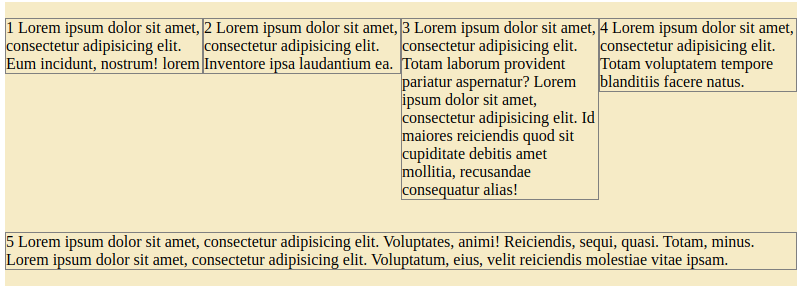 1 Lorem ipsum dolor sit amet,
consectetur adipisicing elit.
Eum incidunt, nostrum! lorem
2 Lorem ipsum dolor sit amet,
consectetur adipisicing elit.
Inventore ipsa laudantium ea.
3 Lorem ipsum dolor sit amet,
consectetur adipisicing elit.
Totam laborum provident
pariatur aspernatur? Lorem
ipsum dolor sit amet,
consectetur adipisicing elit. Id
maiores reiciendis quod sit
cupiditate debitis amet
mollitia, recusandae
consequatur alias!
4 Lorem ipsum dolor sit amet,
consectetur adipisicing elit.
Totam voluptatem tempore
blanditiis facere natus.
5 Lorem ipsum dolor sit amet, consectetur adipisicing elit. Voluptates, animi! Reiciendis, sequi, quasi. Totam, minus.
Lorem ipsum dolor sit amet, consectetur adipisicing elit. Voluptatum, eius, velit reiciendis molestiae vitae ipsam.